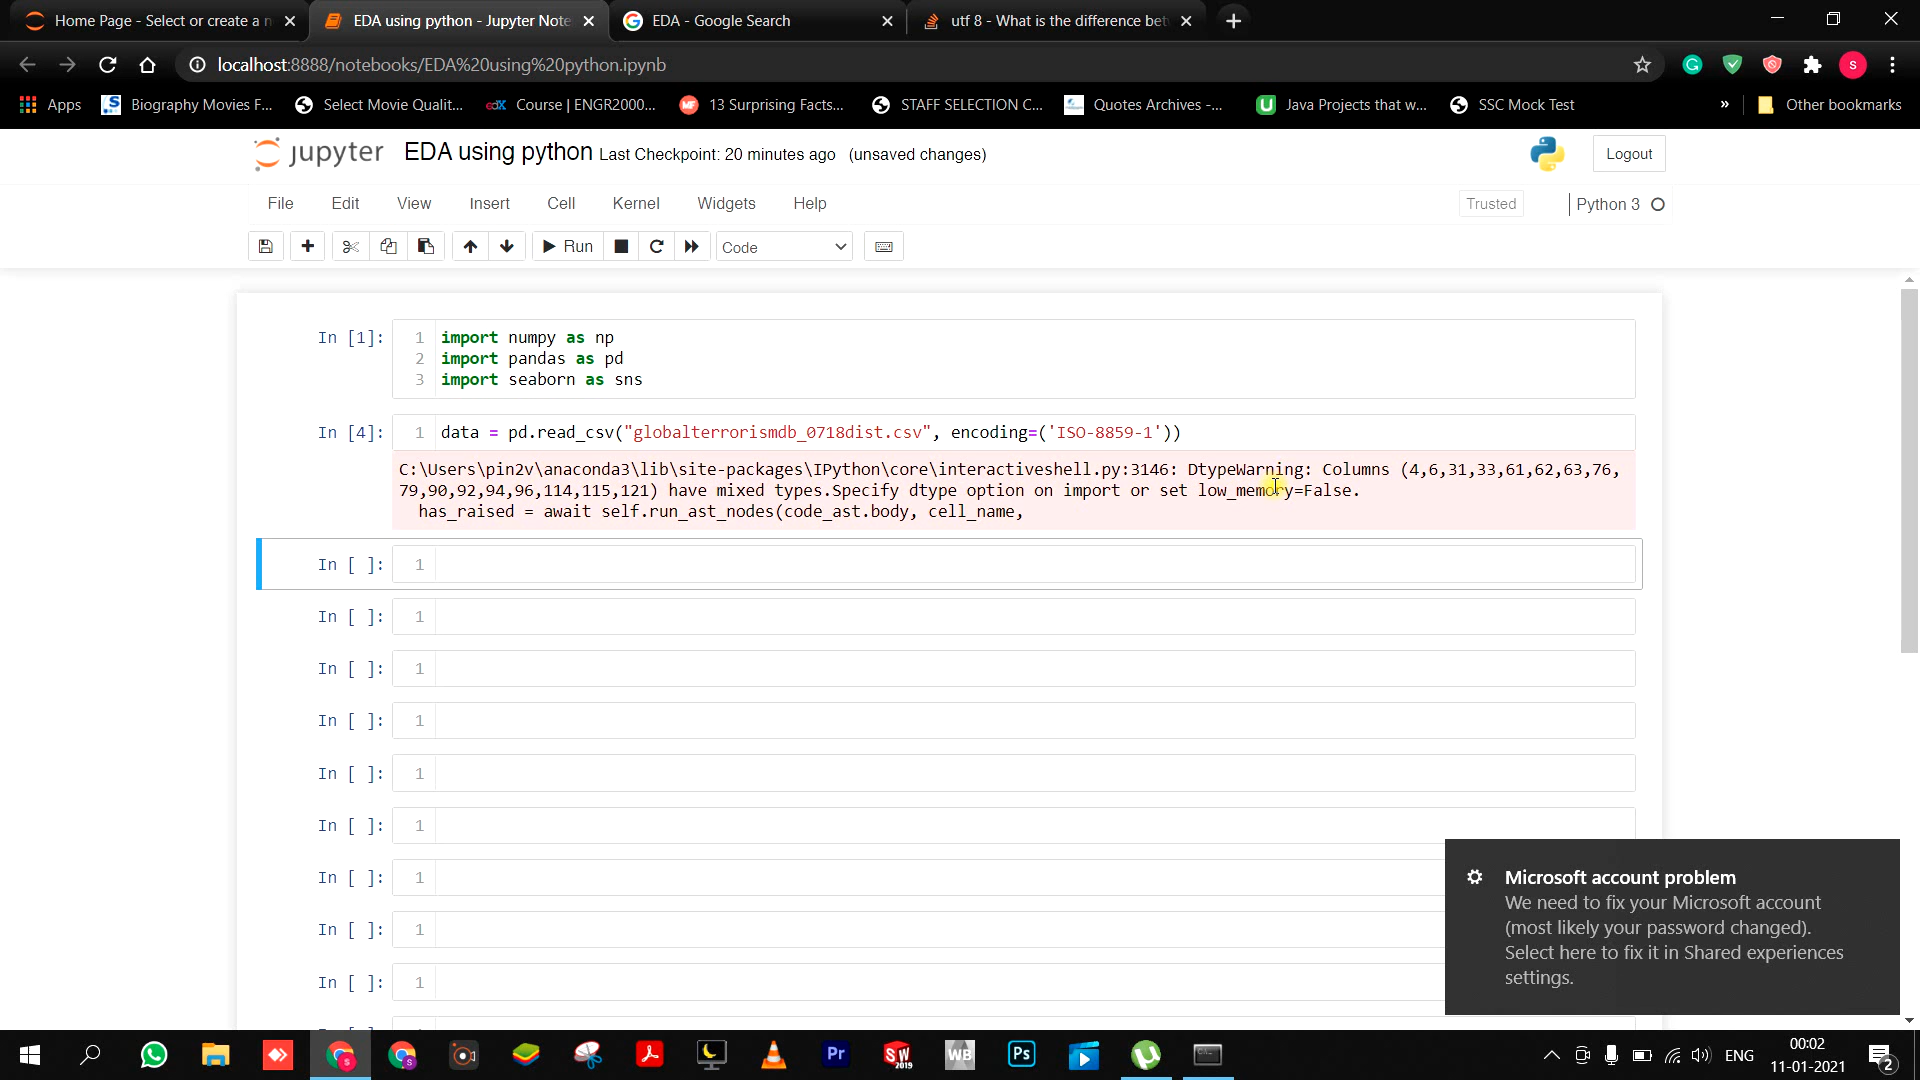 Home Page - Select or create a n
EDA using python - Jupyter Note
EDA - Google Search
utf 8 - What is the difference bet
localhost:8888/notebooks/EDA%20using%20python.ipynb
s
Apps
Biography Movies F...
Select Movie Qualit...
edX
Course | ENGR2000...
MF
13 Surprising Facts...
STAFF SELECTION C...
Quotes Archives -...
U
Java Projects that w...
SSC Mock Test
»
Other bookmarks
jupyter
EDA using python Last Checkpoint: 20 minutes ago (unsaved changes)
Logout
File
Edit
View
Insert
Cell
Kernel
Widgets
Help
Trusted
Python 3
Run
Code
In [1]:
1 import numpy as np
2 import pandas as pd
3 import seaborn as sns
In [4]:
1 data = pd.read_csv("globalterrorismdb_0718dist.csv", encoding=('ISO-8859-1'))
C:\Users\pin2v\anaconda3\lib\site-packages\IPython\core\interactiveshell.py:3146: DtypeWarning: Columns (4,6,31,33,61,62,63,76,
79,90,92,94,96,114,115,121) have mixed types.Specify dtype option on import or set low_memory=False.
has_raised = await self.run_ast_nodes(code_ast.body, cell_name,
In [ ]: 1
In [ ]: 1
In [ ]: 1
In [ ]: 1
In [ ]: 1
In [ ]: 1
In [ ]: 1
In [ ]: 1
In [ ]: 1
Microsoft account problem
We need to fix your Microsoft account
(most likely your password changed).
Select here to fix it in Shared experiences
settings.
Pr
SW
2019
WB
Ps
ENG
00:02
11-01-2021
2